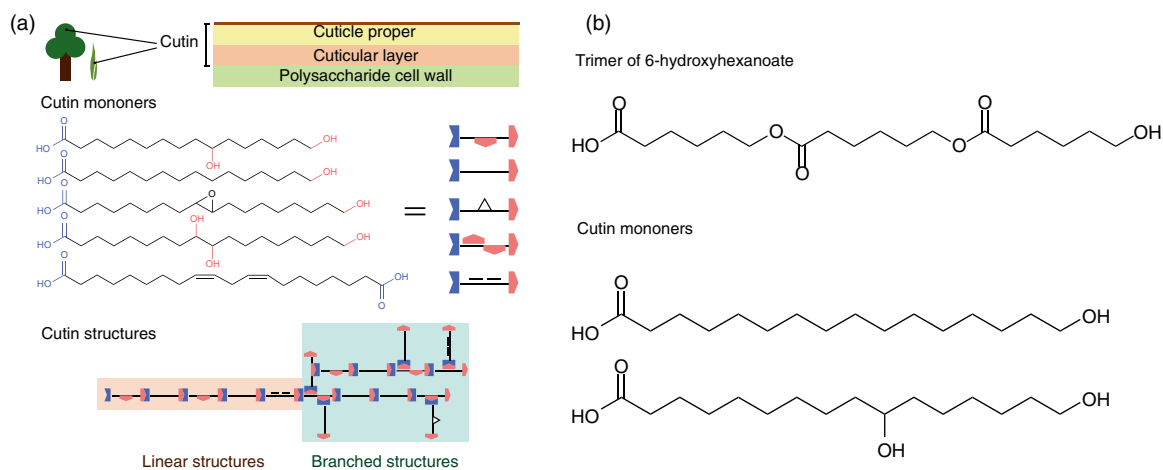 (a)
Cutin
Cuticle proper
Cuticular layer
Polysaccharide cell wall
Cutin mononers
O
HO
OH
OH
O
HO
OH
O
HO
O
OH
O
HO
OH
OH
OH
O
HO
OH
O
=
Cutin structures
Linear structures
Branched structures
(b)
Trimer of 6-hydroxyhexanoate
O
HO
O
O
O
O
OH
Cutin mononers
O
HO
OH
O
HO
OH
OH